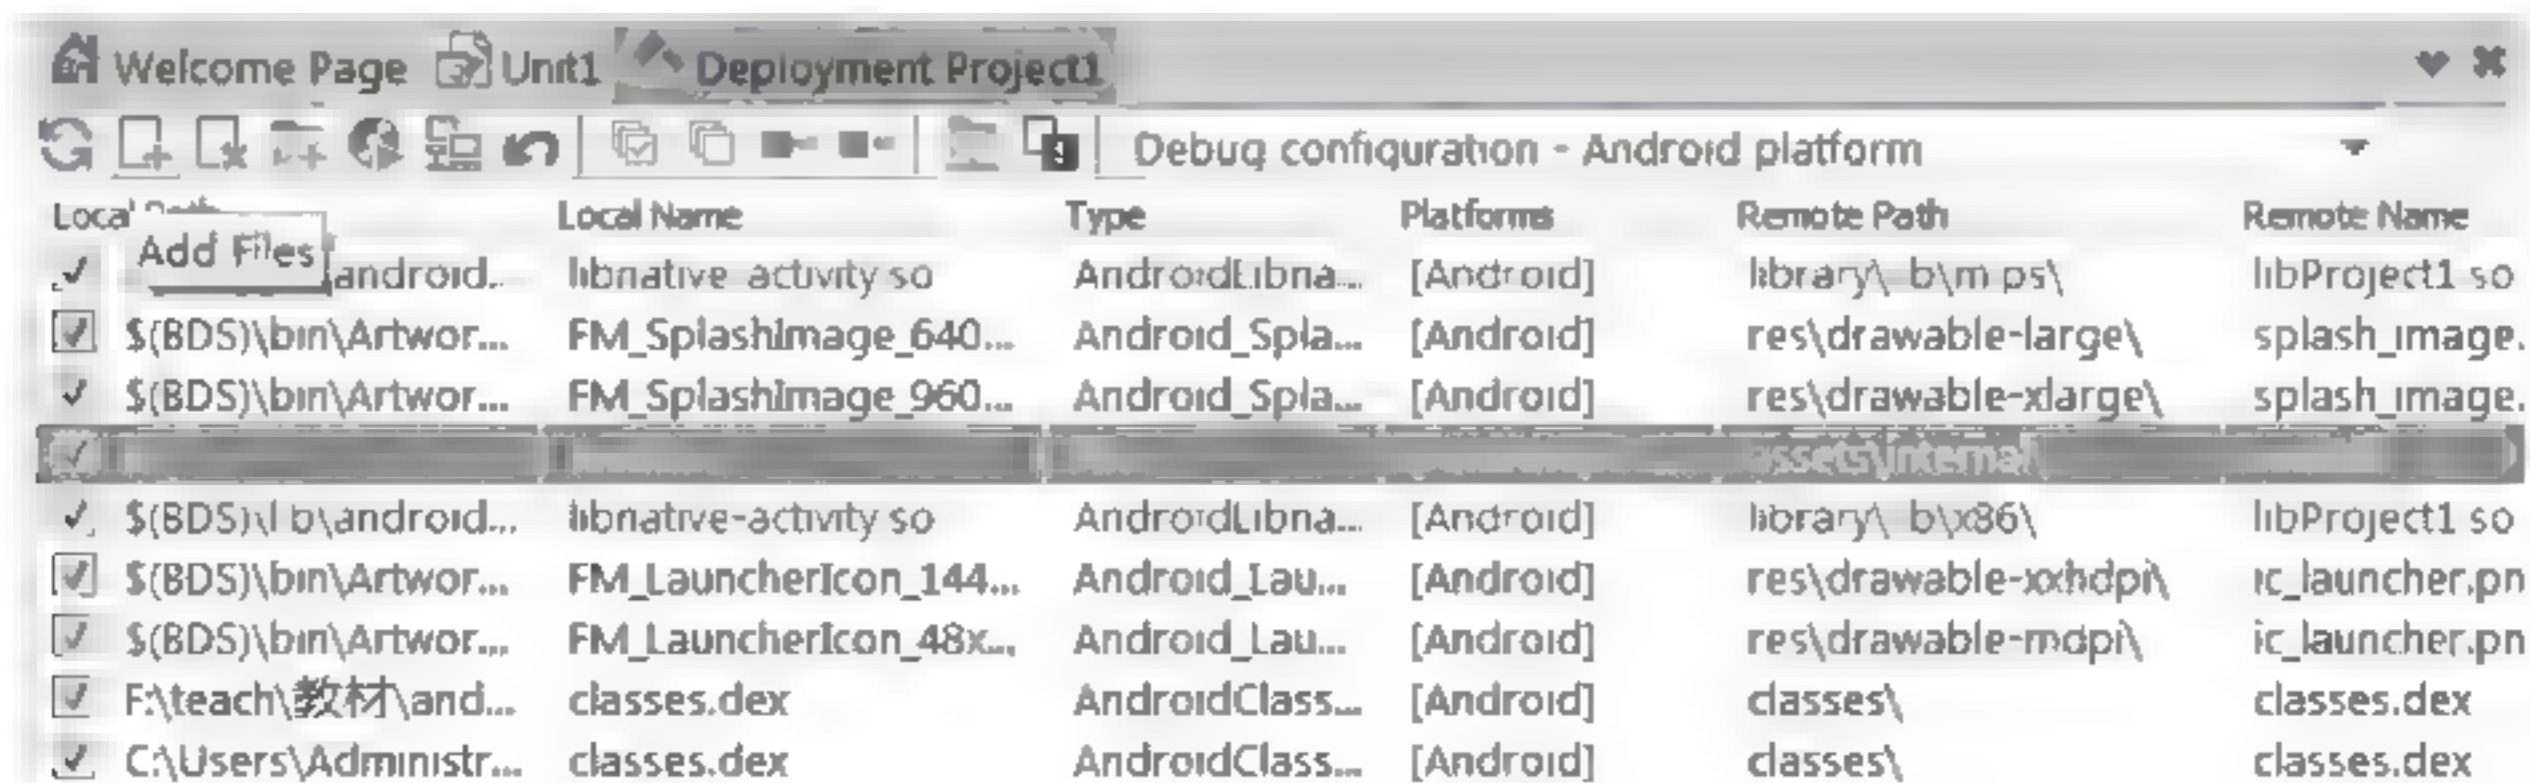 Welcome Page Unit1 Deployment Project1
Debug configuration - Android platform
Local Local Name Type Platforms Remote Path Remote Name
Add Files
\android... libnative-activity.so AndroidLibna... [Android] library\lib\mips\ libProject1.so
$(BDS)\bin\Artwor... FM_SplashImage_640... Android_Spla... [Android] res\drawable-large\ splash_image.
$(BDS)\bin\Artwor... FM_SplashImage_960... Android_Spla... [Android] res\drawable-xlarge\ splash_image.
assets\internal\
$(BDS)\lib\android... libnative-activity.so AndroidLibna... [Android] library\lib\x86\ libProject1.so
$(BDS)\bin\Artwor... FM_LauncherIcon_144... Android_Lau... [Android] res\drawable-xxhdpi\ ic_launcher.pn
$(BDS)\bin\Artwor... FM_LauncherIcon_48x... Android_Lau... [Android] res\drawable-mdpi\ ic_launcher.pn
F:\teach\教材\and... classes.dex AndroidClass... [Android] classes\ classes.dex
C:\Users\Administr... classes.dex AndroidClass... [Android] classes\ classes.dex